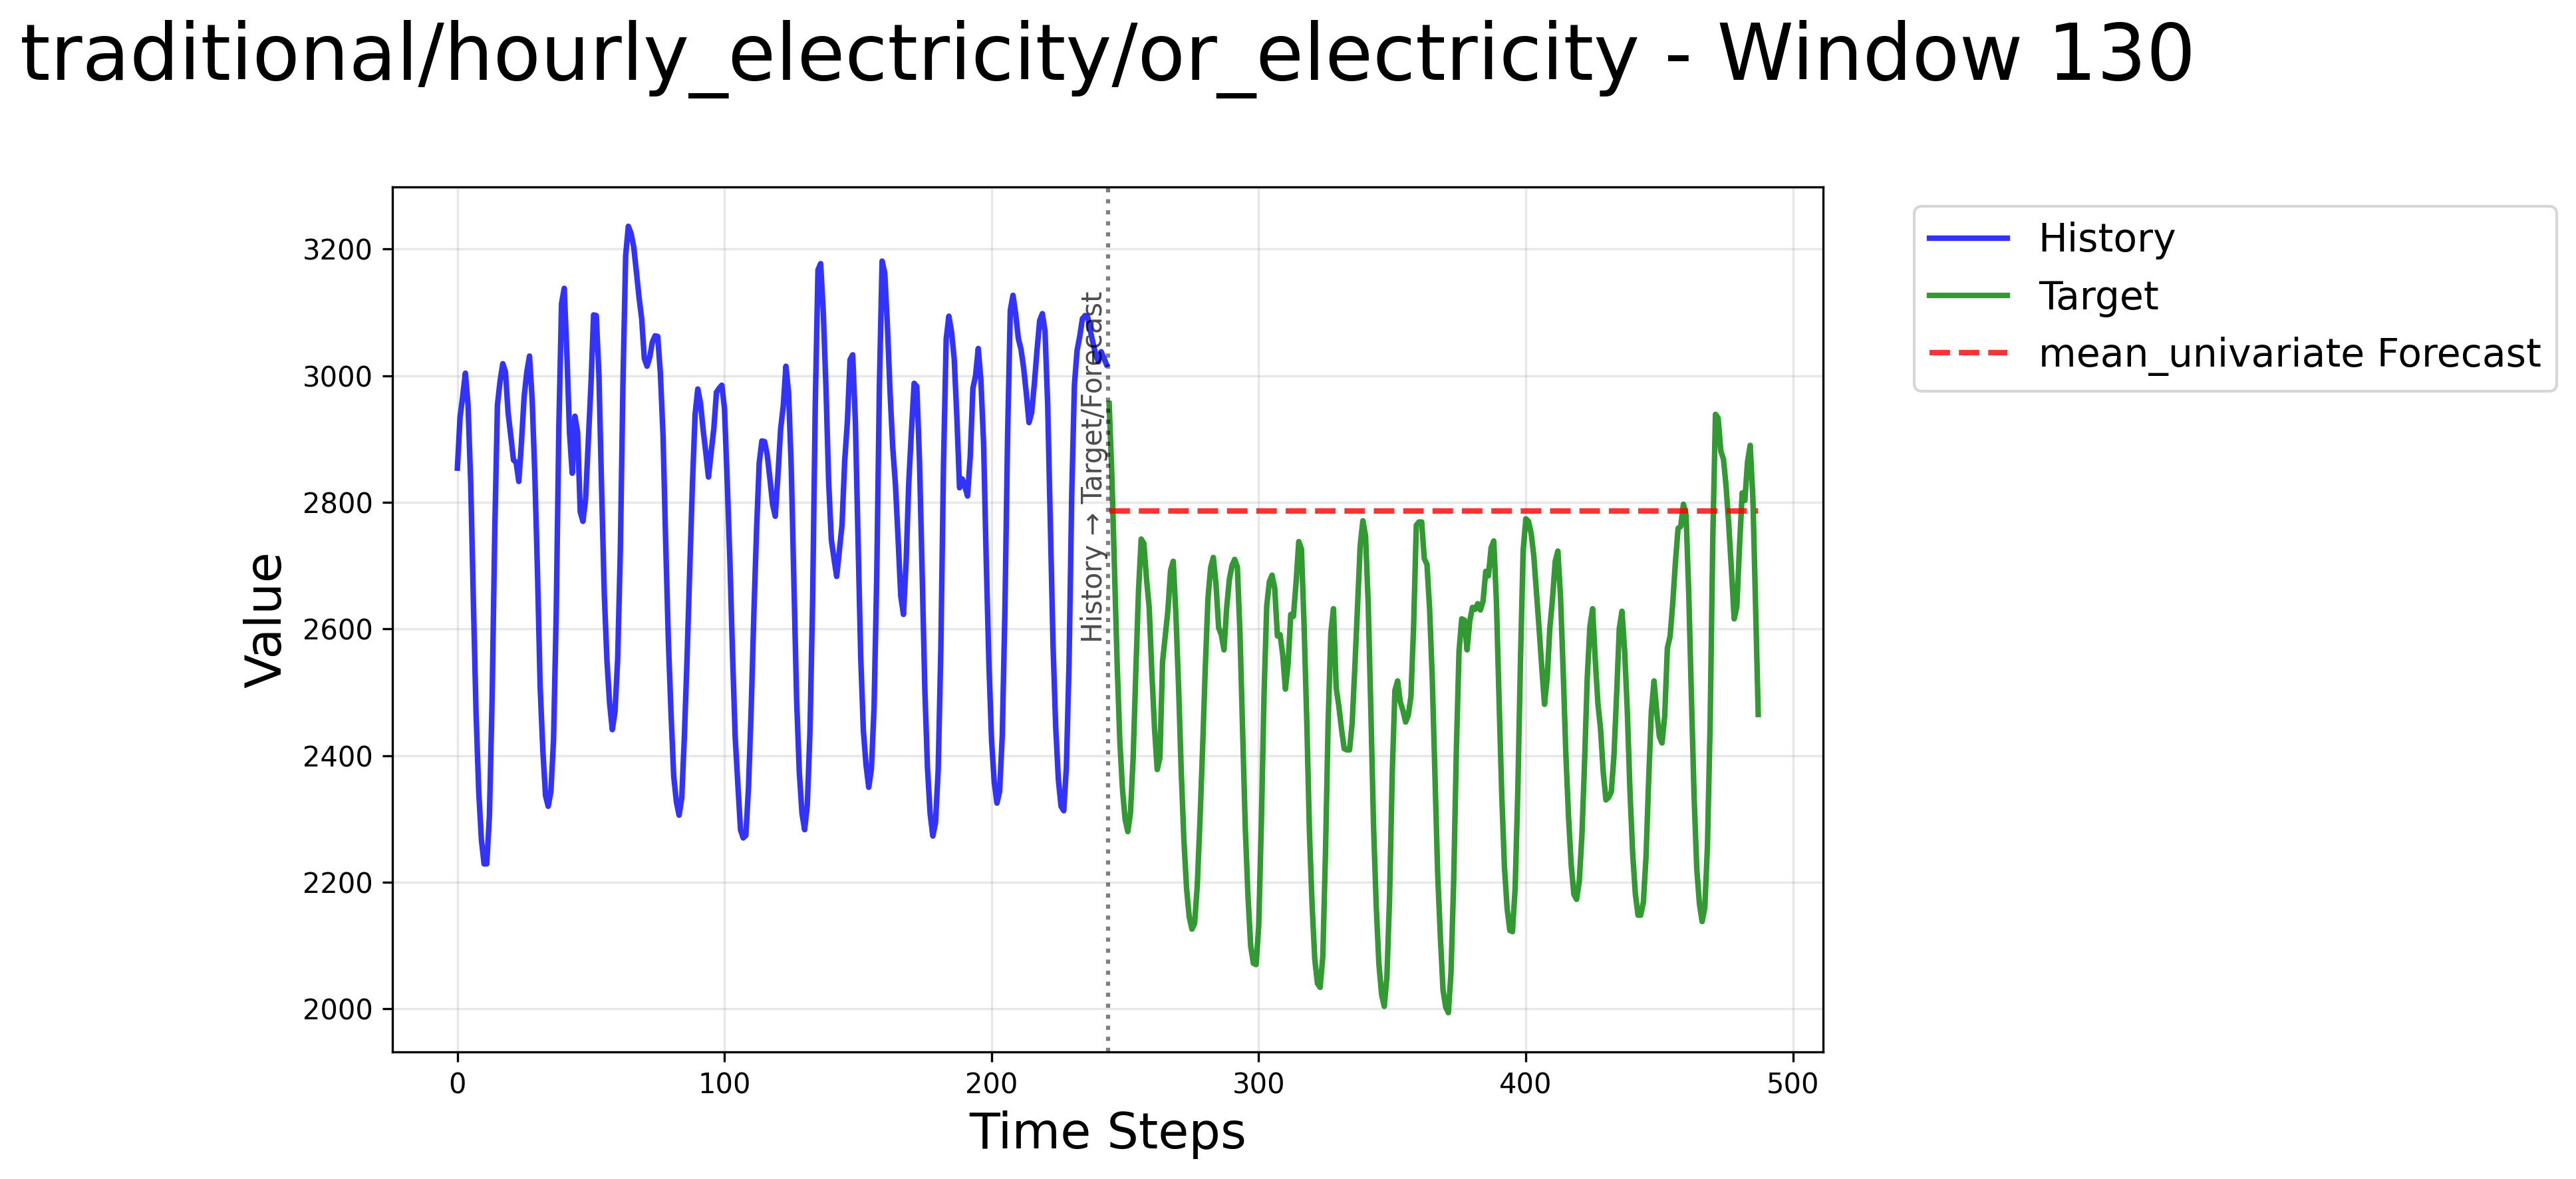 traditional/hourly_electricity/or_electricity - Window 130
History
Target
mean_univariate Forecast
3200
3000
2800
2600
2400
2200
2000
Value
History → Target/Forecast
0
100
200
300
400
500
Time Steps